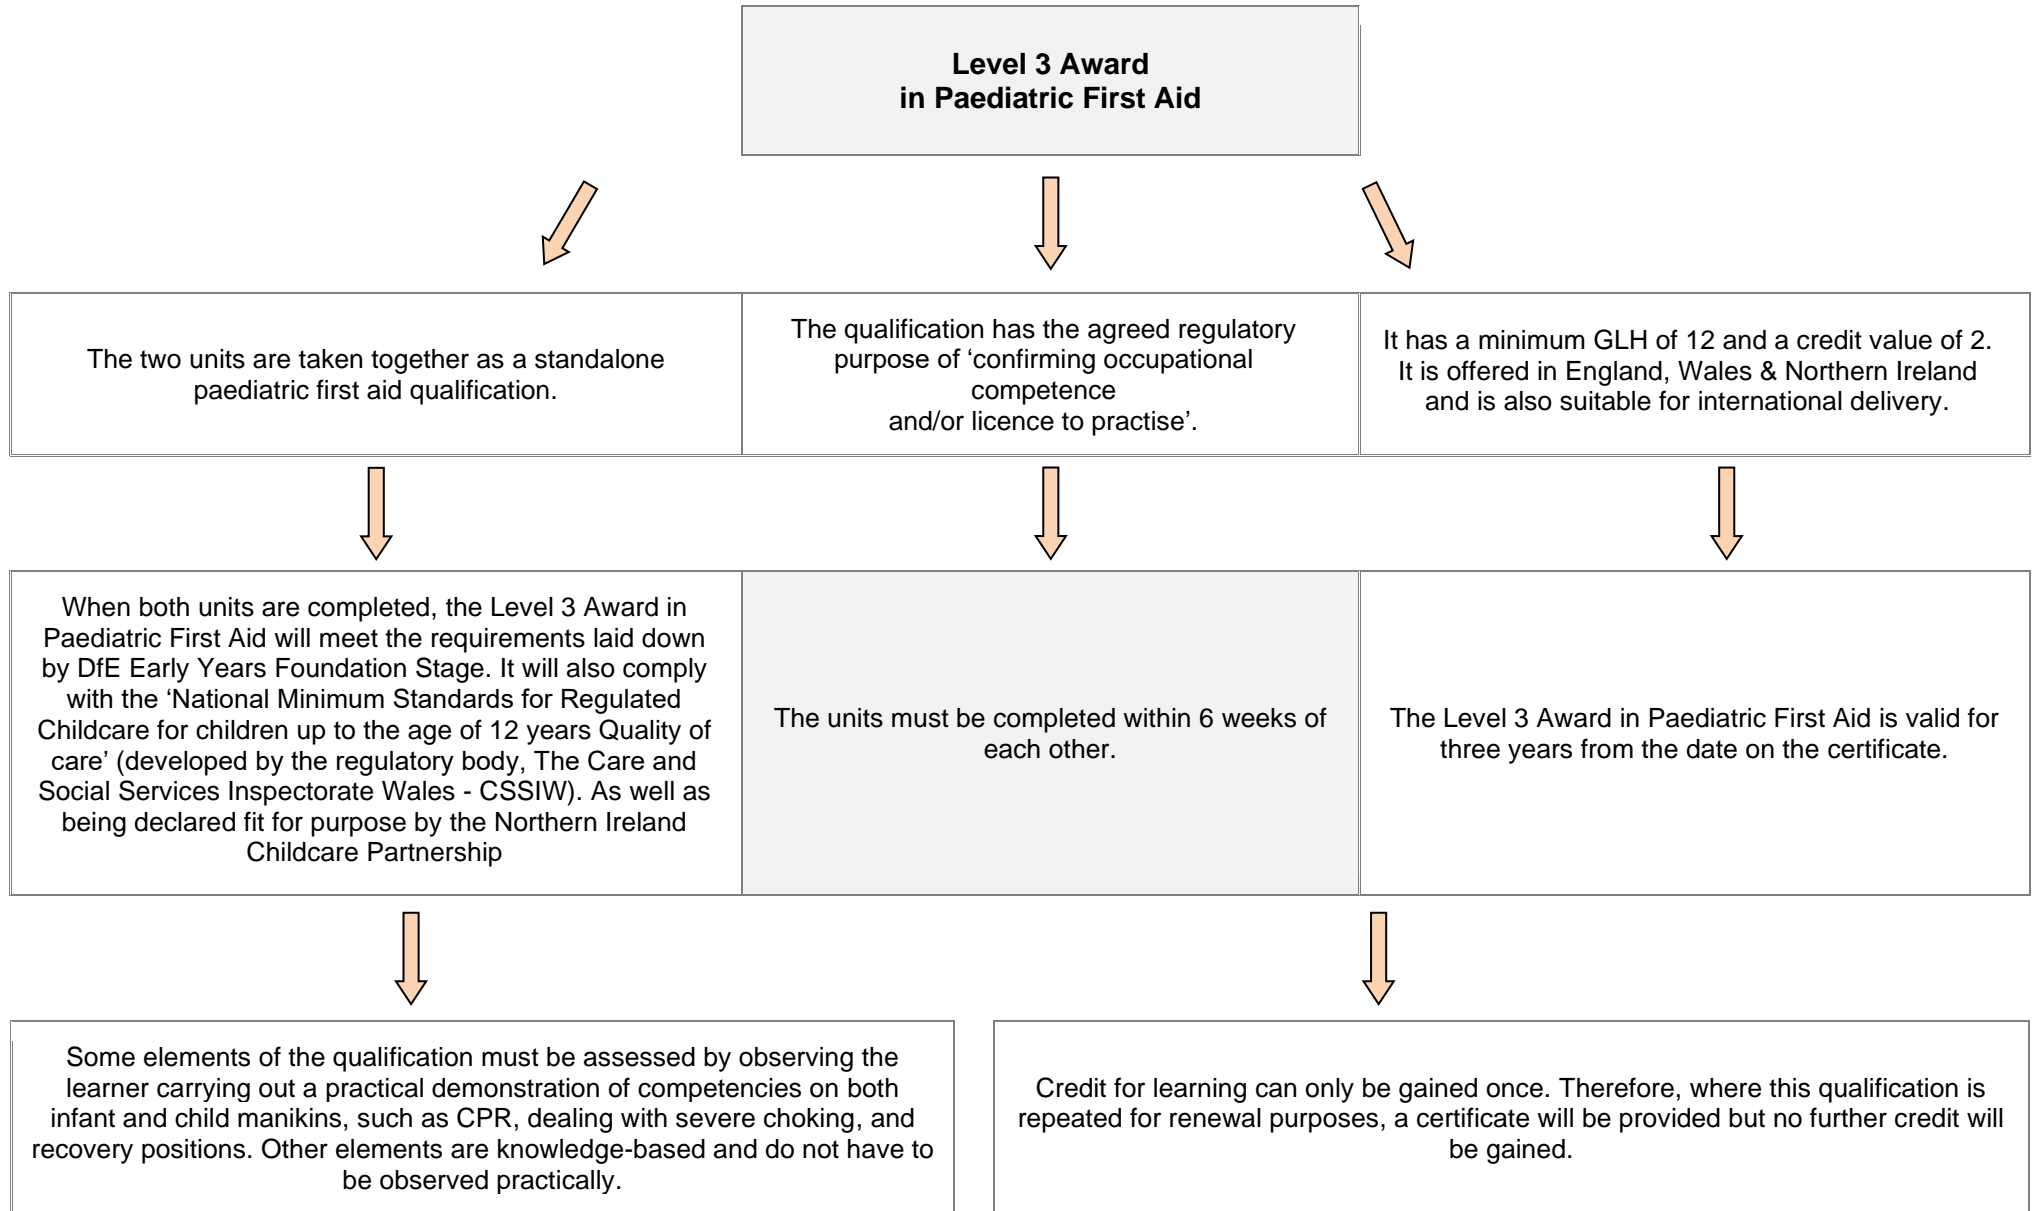 Level 3 Award
in Paediatric First Aid
The two units are taken together as a standalone
paediatric first aid qualification.
The qualification has the agreed regulatory
purpose of ‘confirming occupational
competence
and/or licence to practise’.
It has a minimum GLH of 12 and a credit value of 2.
It is offered in England, Wales & Northern Ireland
and is also suitable for international delivery.
When both units are completed, the Level 3 Award in
Paediatric First Aid will meet the requirements laid down
by DfE Early Years Foundation Stage. It will also comply
with the ‘National Minimum Standards for Regulated
Childcare for children up to the age of 12 years Quality of
care’ (developed by the regulatory body, The Care and
Social Services Inspectorate Wales - CSSIW). As well as
being declared fit for purpose by the Northern Ireland
Childcare Partnership
The units must be completed within 6 weeks of
each other.
The Level 3 Award in Paediatric First Aid is valid for
three years from the date on the certificate.
Some elements of the qualification must be assessed by observing the
learner carrying out a practical demonstration of competencies on both
infant and child manikins, such as CPR, dealing with severe choking, and
recovery positions. Other elements are knowledge-based and do not have to
be observed practically.
Credit for learning can only be gained once. Therefore, where this qualification is
repeated for renewal purposes, a certificate will be provided but no further credit will
be gained.